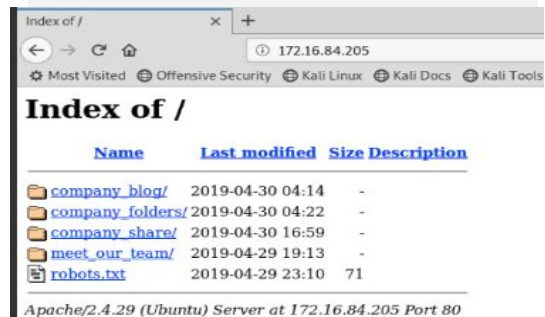 Index of /
172.16.84.205
Most Visited Offensive Security Kali Linux Kali Docs Kali Tools
Index of /
Name Last modified Size Description
company_blog/ 2019-04-30 04:14 -
company_folders/ 2019-04-30 04:22 -
company_share/ 2019-04-30 16:59 -
meet_our_team/ 2019-04-29 19:13 -
robots.txt 2019-04-29 23:10 71
Apache/2.4.29 (Ubuntu) Server at 172.16.84.205 Port 80